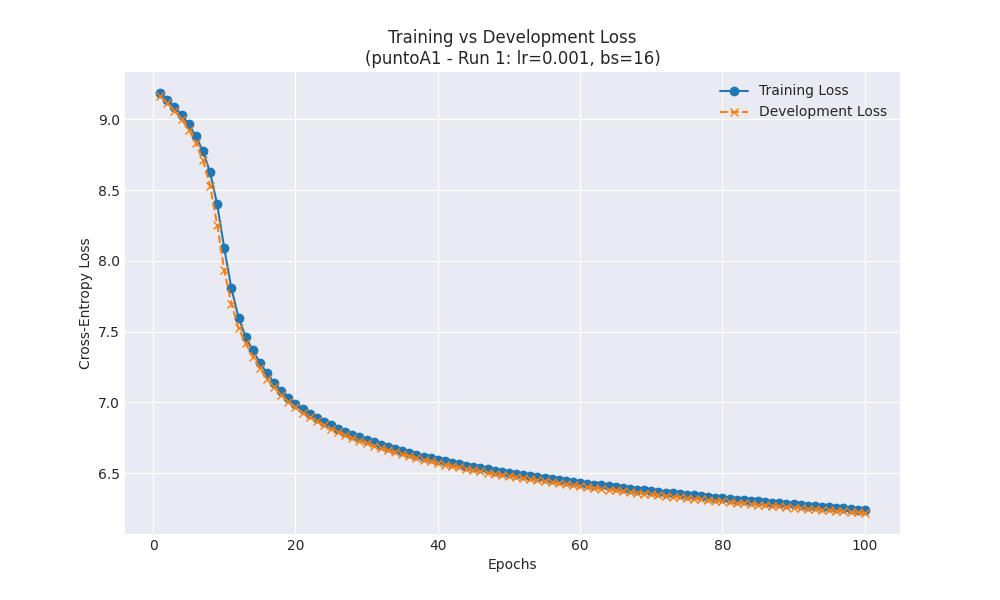 Training vs Development Loss
(puntoA1 - Run 1: lr=0.001, bs=16)
Training Loss
Development Loss
Cross-Entropy Loss
9.0
8.5
8.0
7.5
7.0
6.5
0 20 40 60 80 100
Epochs